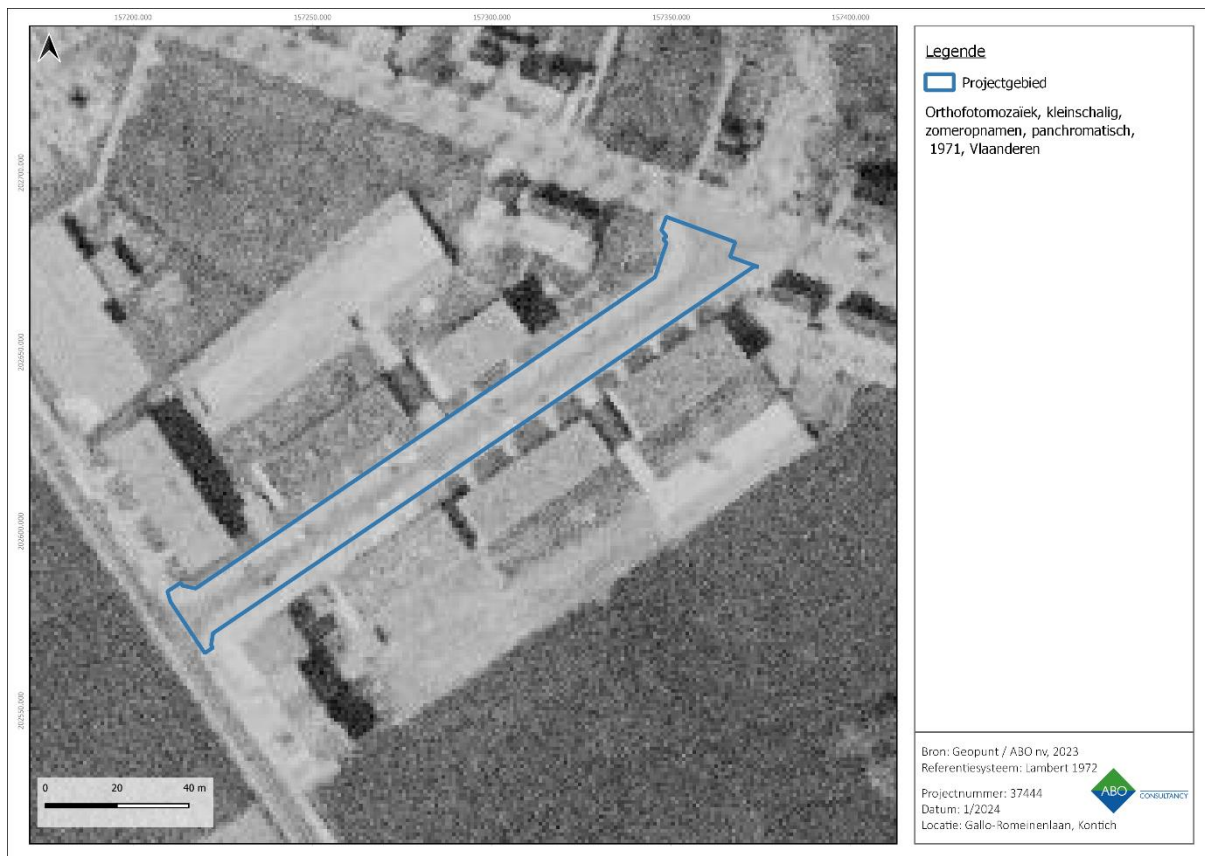 157200.000 157250.000 157300.000 157350.000 157400.000
202700.000
202650.000
202600.000
202550.000
0 20 40 m
Legende
Projectgebied
Orthofotomozaïek, kleinschalig,
zomeropnamen, panchromatisch,
1971, Vlaanderen
Bron: Geopunt / ABO nv, 2023
Referentiesysteem: Lambert 1972
Projectnummer: 37444
Datum: 1/2024
Locatie: Gallo-Romeinenlaan, Kontich
ABO
CONSULTANCY